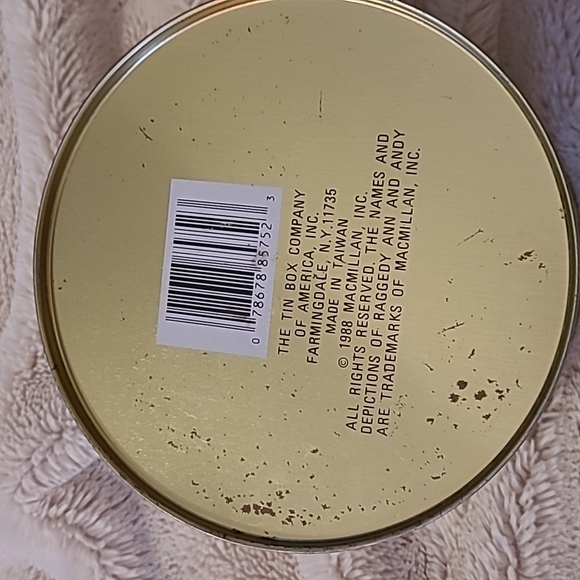 THE TIN BOX COMPANY
OF AMERICA, INC.
FARMINGDALE, N.Y. 11735
MADE IN TAIWAN
© 1988 MACMILLAN, INC.
ALL RIGHTS RESERVED, THE NAMES AND
DEPICTIONS OF RAGGEDY ANN AND ANDY
ARE TRADEMARKS OF MACMILLAN, INC.
0 78678 85752 3